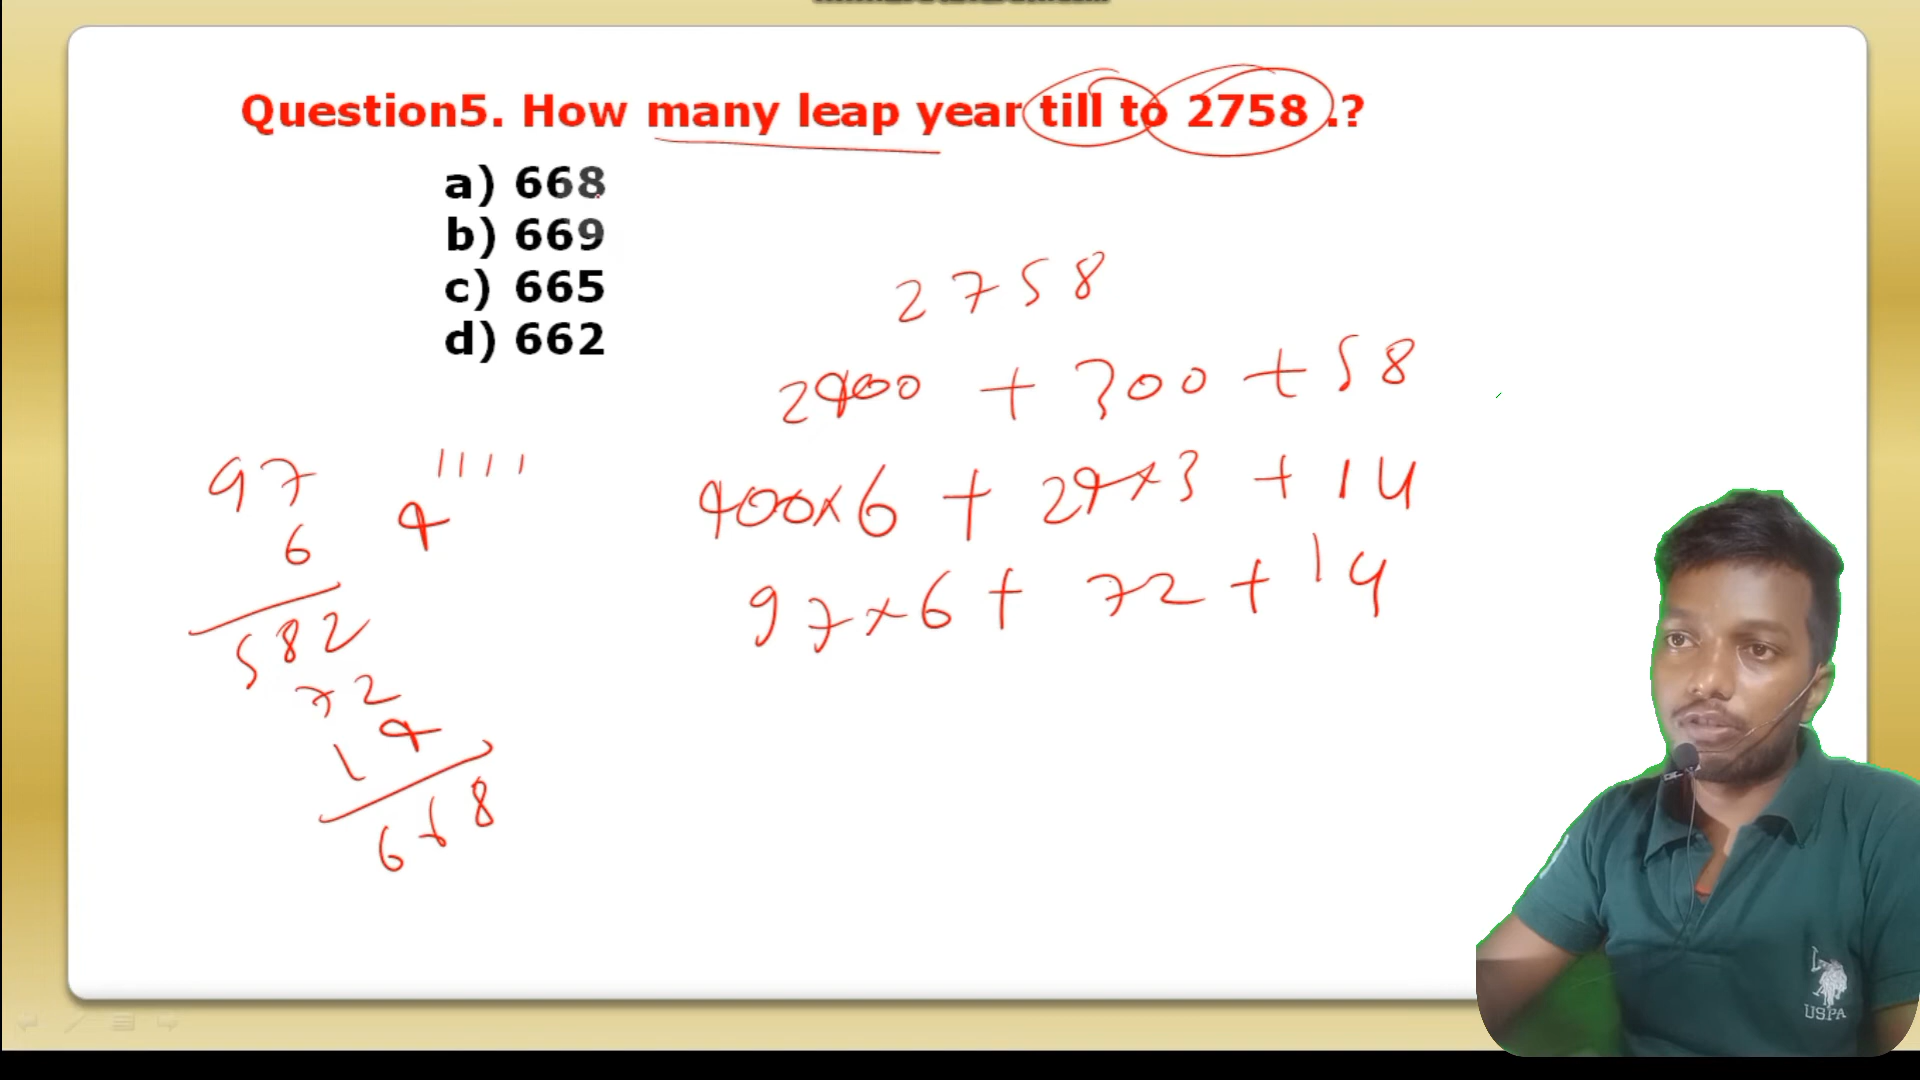 Question5. How many leap year till to 2758 .?
a) 668
b) 669
c) 665
d) 662
2758
2400 + 300 + 58
400×6 + 24×3 + 14
97×6 + 72 + 14
97
6
4
582
72
14
668
U.S.P.A